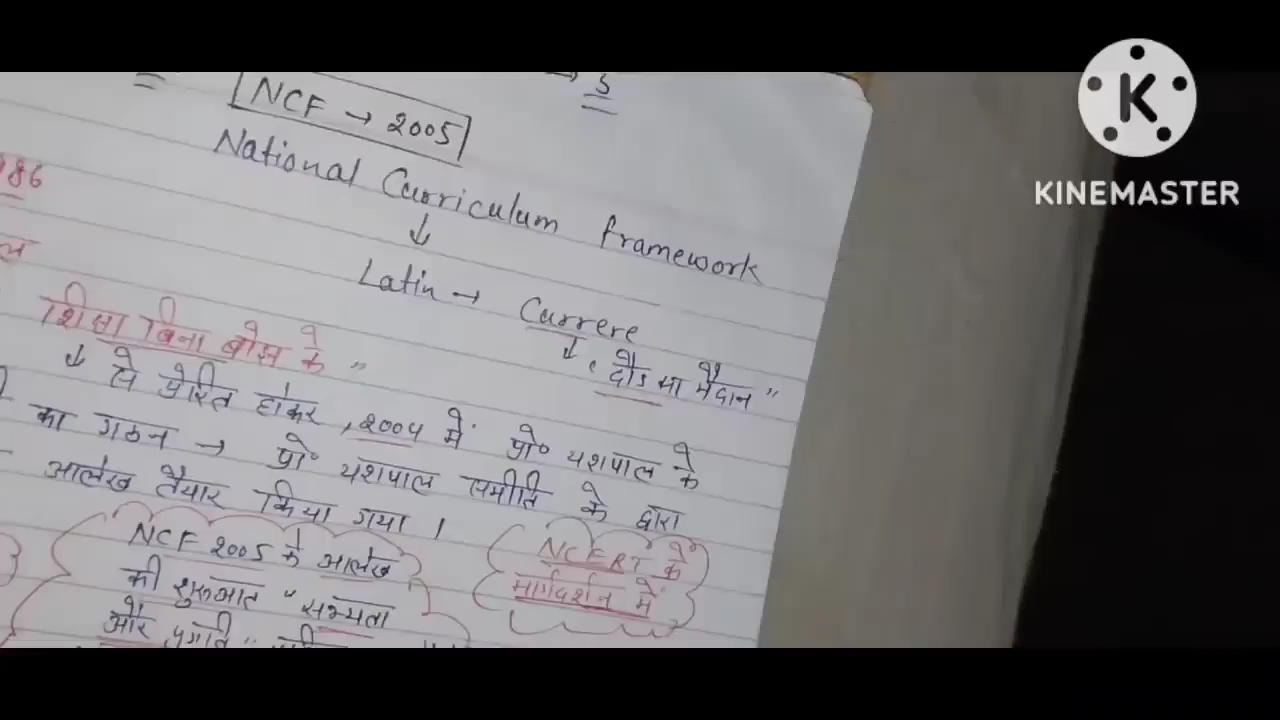 5
NCF → 2005
National Curriculum framework
↓
86
Latin → Currere
↓
"दौड़ का मैदान"
शिक्षा बिना बोझ के "
↓ से प्रेरित होकर, 2004 में प्रो० यशपाल के
का गठन → प्रो० यशपाल समीति के द्वारा
आलेख तैयार किया गया ।
NCF 2005 के आलेख
की शुरुआत "सभ्यता
और प्रगति"
NCERT के
मार्गदर्शन में
K
KINEMASTER